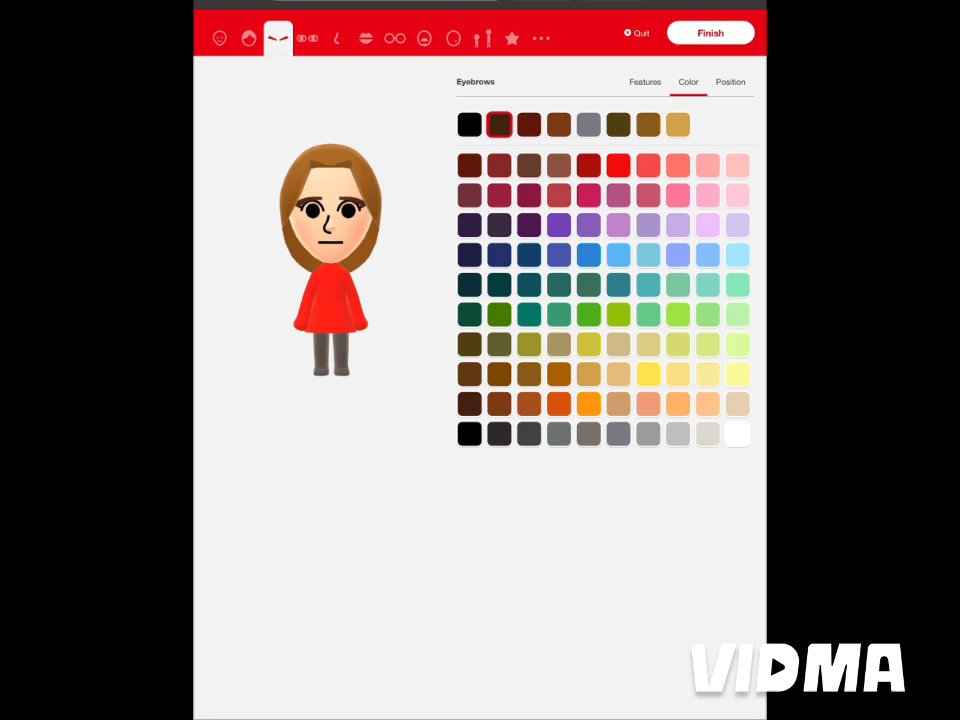 Quit
Finish
Eyebrows
Features
Color
Position
VIDMA